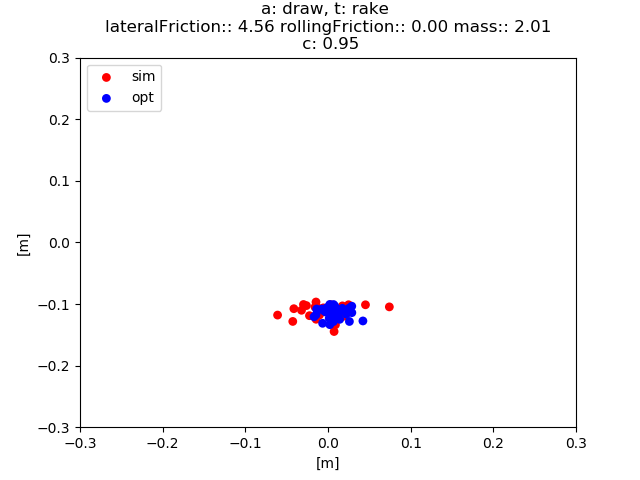 a: draw, t: rake
lateralFriction:: 4.56 rollingFriction:: 0.00 mass:: 2.01
c: 0.95
sim
opt
0.3
0.2
0.1
0.0
−0.1
−0.2
−0.3
[m]
−0.3 −0.2 −0.1 0.0 0.1 0.2 0.3
[m]